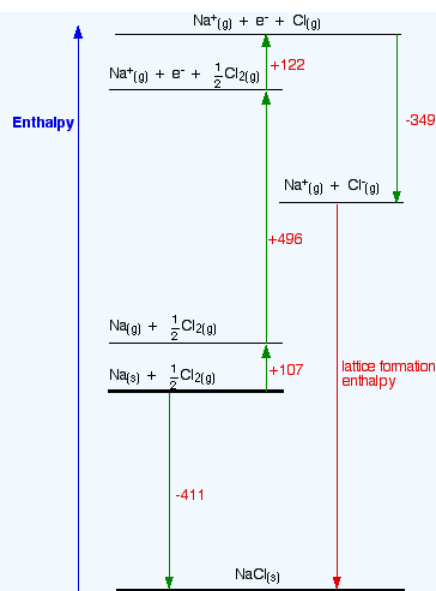 Na⁺(g) + e⁻ + Cl(g)
+122
Na⁺(g) + e⁻ + ½Cl₂(g)
Enthalpy
-349
Na⁺(g) + Cl⁻(g)
+496
Na(g) + ½Cl₂(g)
lattice formation
enthalpy
Na(s) + ½Cl₂(g)
+107
-411
NaCl(s)